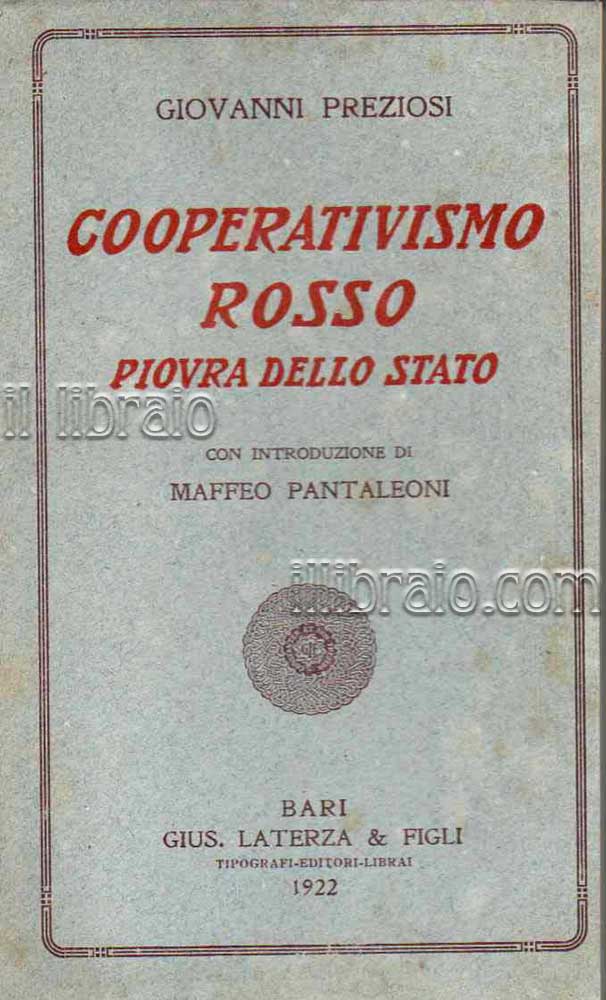 GIOVANNI PREZIOSI
COOPERATIVISMO
ROSSO
PIOVRA DELLO STATO
il libraio
CON INTRODUZIONE DI
MAFFEO PANTALEONI
illibraio.com
BARI
GIUS. LATERZA & FIGLI
TIPOGRAFI-EDITORI-LIBRAI
1922